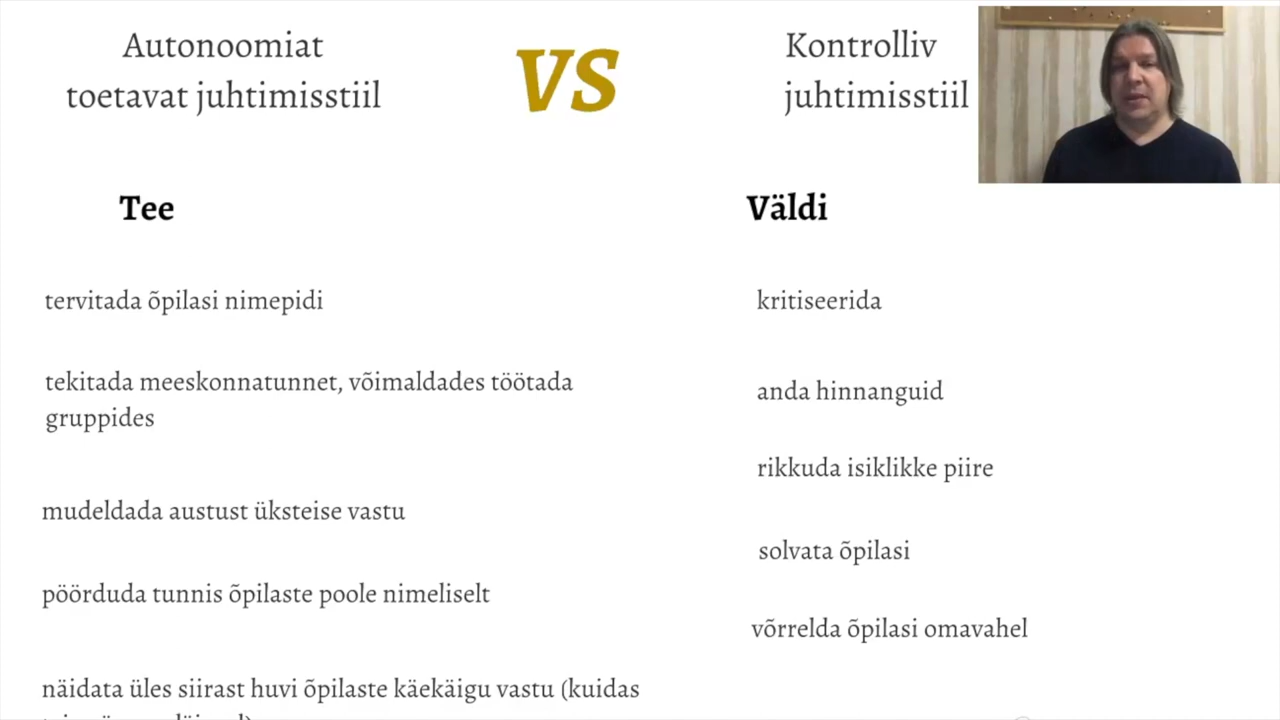 Autonoomiat
toetavat juhtimisstiil
VS
Kontrolliv
juhtimisstiil
Tee
tervitada õpilasi nimepidi
tekitada meeskonnatunnet, võimaldades töötada
gruppides
mudeldada austust üksteise vastu
pöörduda tunnis õpilaste poole nimeliselt
näidata üles siirast huvi õpilaste käekäigu vastu (kuidas
Väldi
kritiseerida
anda hinnanguid
rikkuda isiklikke piire
solvata õpilasi
võrrelda õpilasi omavahel